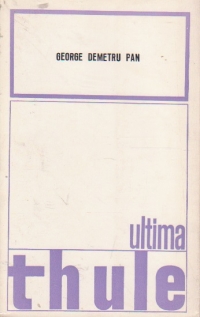 GEORGE DEMETRU PAN
ultima
thule